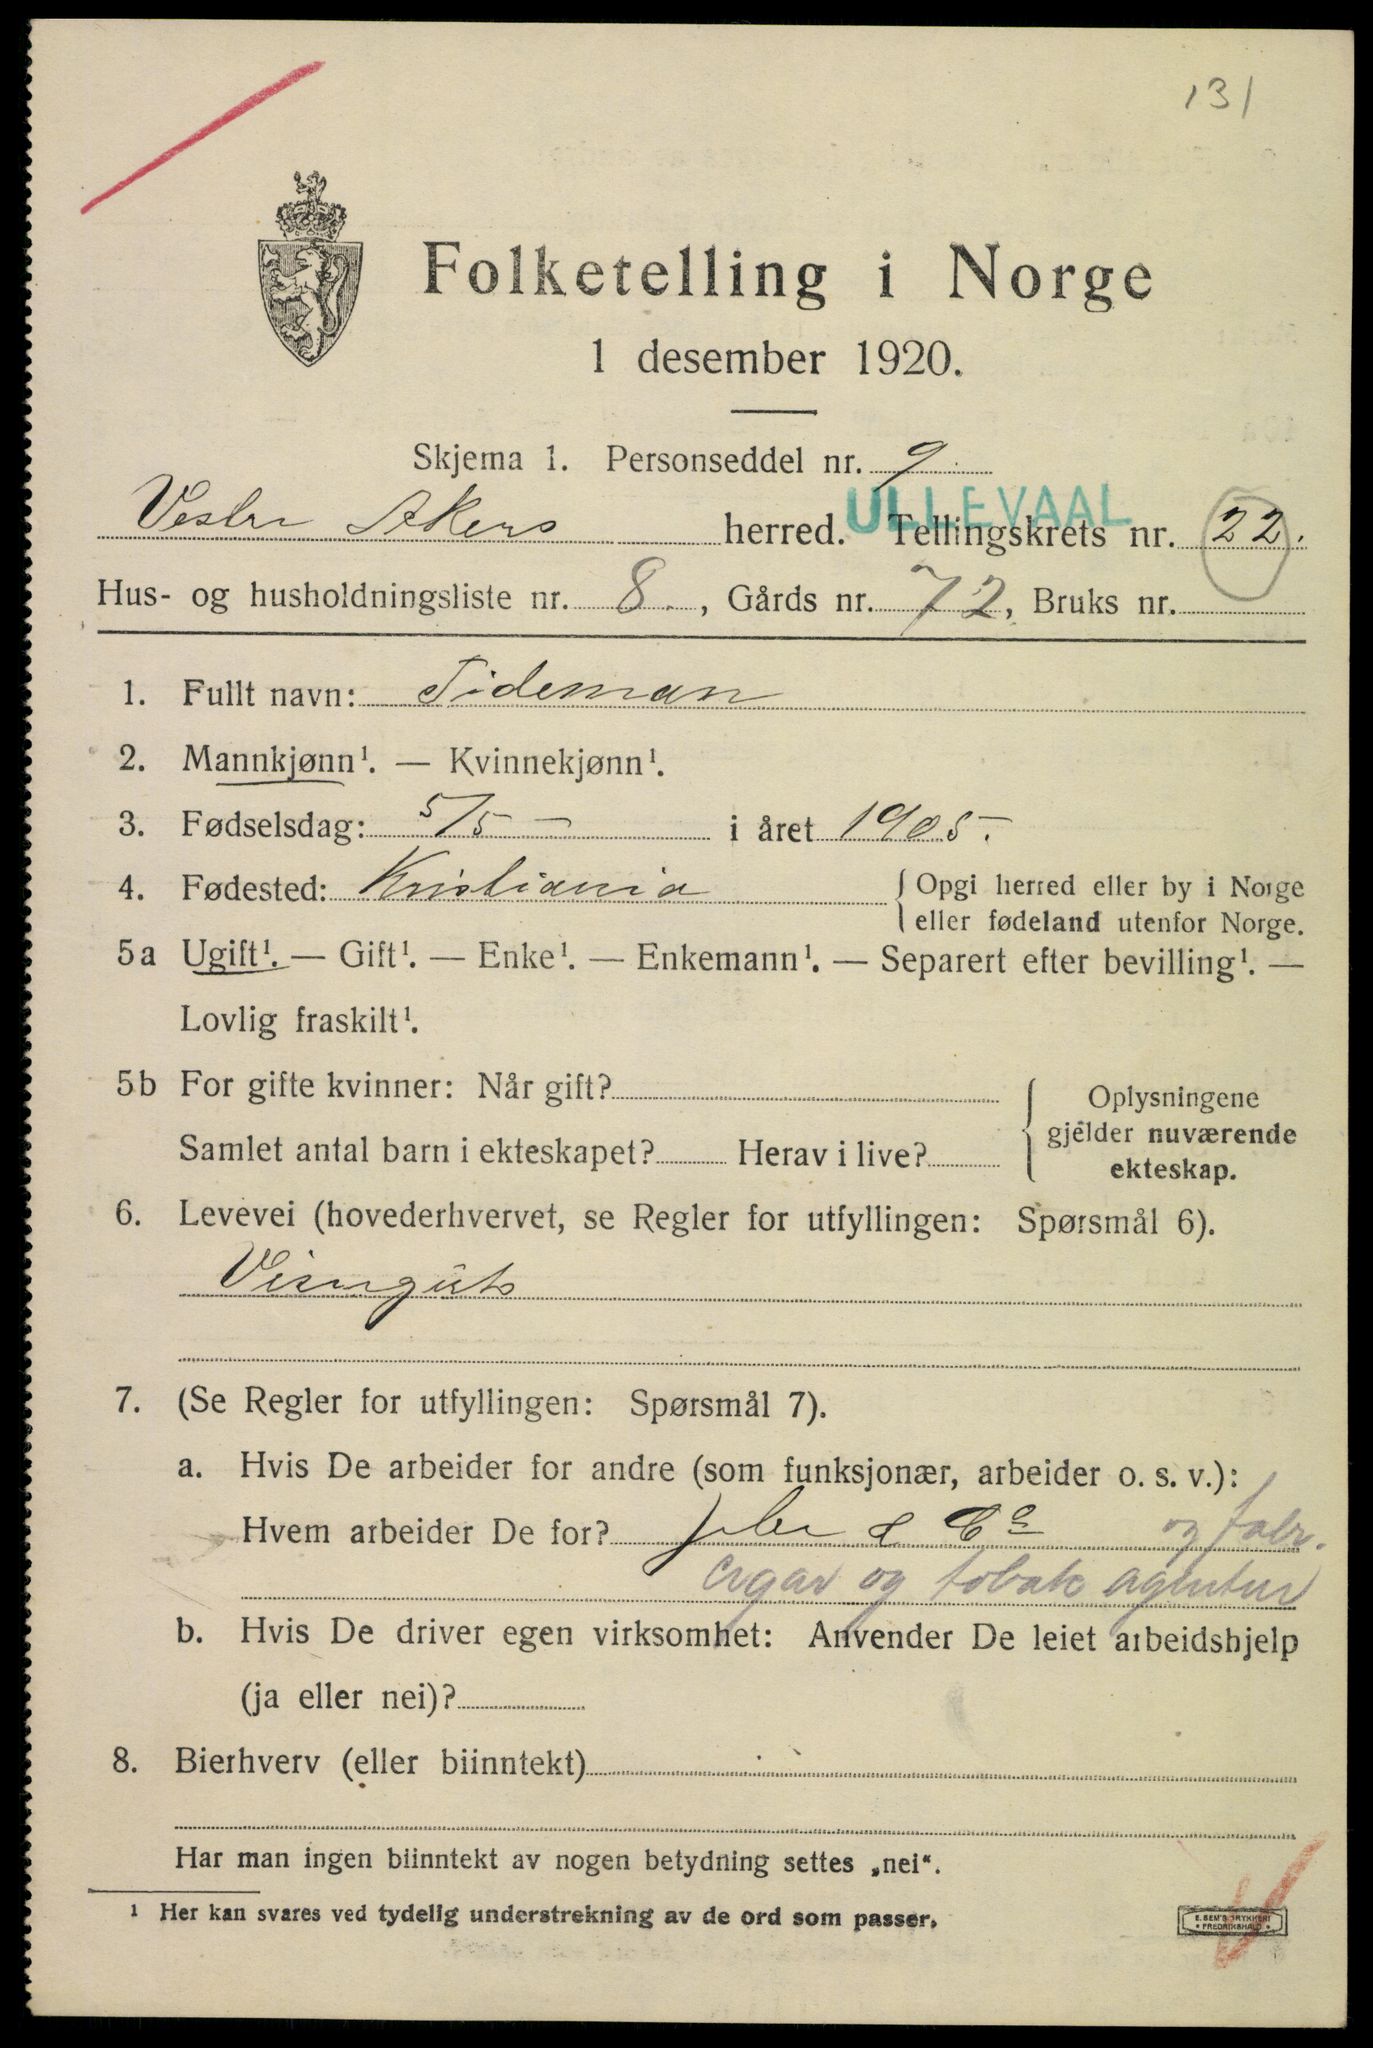 131
Folketelling i Norge
1 desember 1920.
Skjema 1. Personseddel nr. 9
ULLEVAAL
Vestre Akers herred. Tellingskrets nr. 22.
Hus- og husholdningsliste nr. 8., Gårds nr. 72, Bruks nr.
1. Fullt navn: Tideman
2. Mannkjønn¹. — Kvinnekjønn¹.
3. Fødselsdag: 5/5 — i året 1905.
4. Fødested: Kristiania { Opgi herred eller by i Norge
eller fødeland utenfor Norge.
5a Ugift¹. — Gift¹. — Enke¹. — Enkemann¹. — Separert efter bevilling¹. —
Lovlig fraskilt¹.
5b For gifte kvinner: Når gift?
Samlet antal barn i ekteskapet? Herav i live?
Oplysningene
gjelder nuværende
ekteskap.
6. Levevei (hovederhvervet, se Regler for utfyllingen: Spørsmål 6).
7. (Se Regler for utfyllingen: Spørsmål 7).
a. Hvis De arbeider for andre (som funksjonær, arbeider o. s. v.):
Hvem arbeider De for? & Co og fabr.
cigar og tobak agentur
b. Hvis De driver egen virksomhet: Anvender De leiet arbeidshjelp
(ja eller nei)?
8. Bierhverv (eller biinntekt)
Har man ingen biinntekt av nogen betydning settes „nei“.
¹ Her kan svares ved tydelig understrekning av de ord som passer.
E. SEM'S TRYKKERI
FREDRIKSHALD